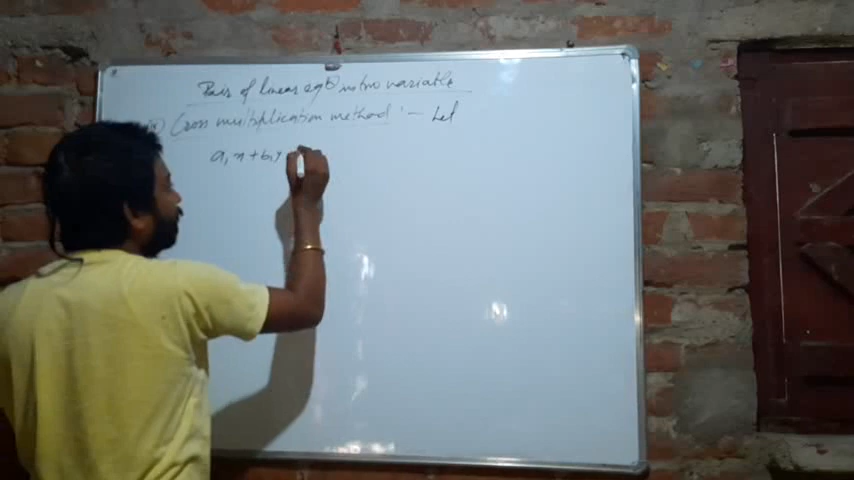 Pair of linear eqn in two variable
Cross multiplication method :- Let
a₁x + b₁y